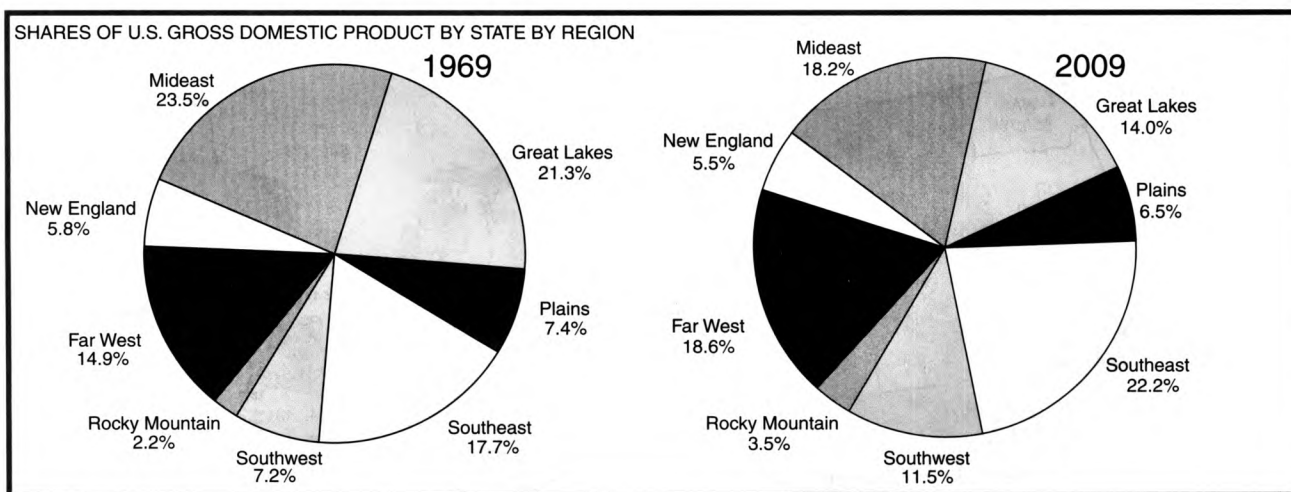 SHARES OF U.S. GROSS DOMESTIC PRODUCT BY STATE BY REGION
1969
Mideast
23.5%
Great Lakes
21.3%
New England
5.8%
Plains
7.4%
Far West
14.9%
Rocky Mountain
2.2%
Southwest
7.2%
Southeast
17.7%
2009
Mideast
18.2%
Great Lakes
14.0%
New England
5.5%
Plains
6.5%
Far West
18.6%
Southeast
22.2%
Rocky Mountain
3.5%
Southwest
11.5%